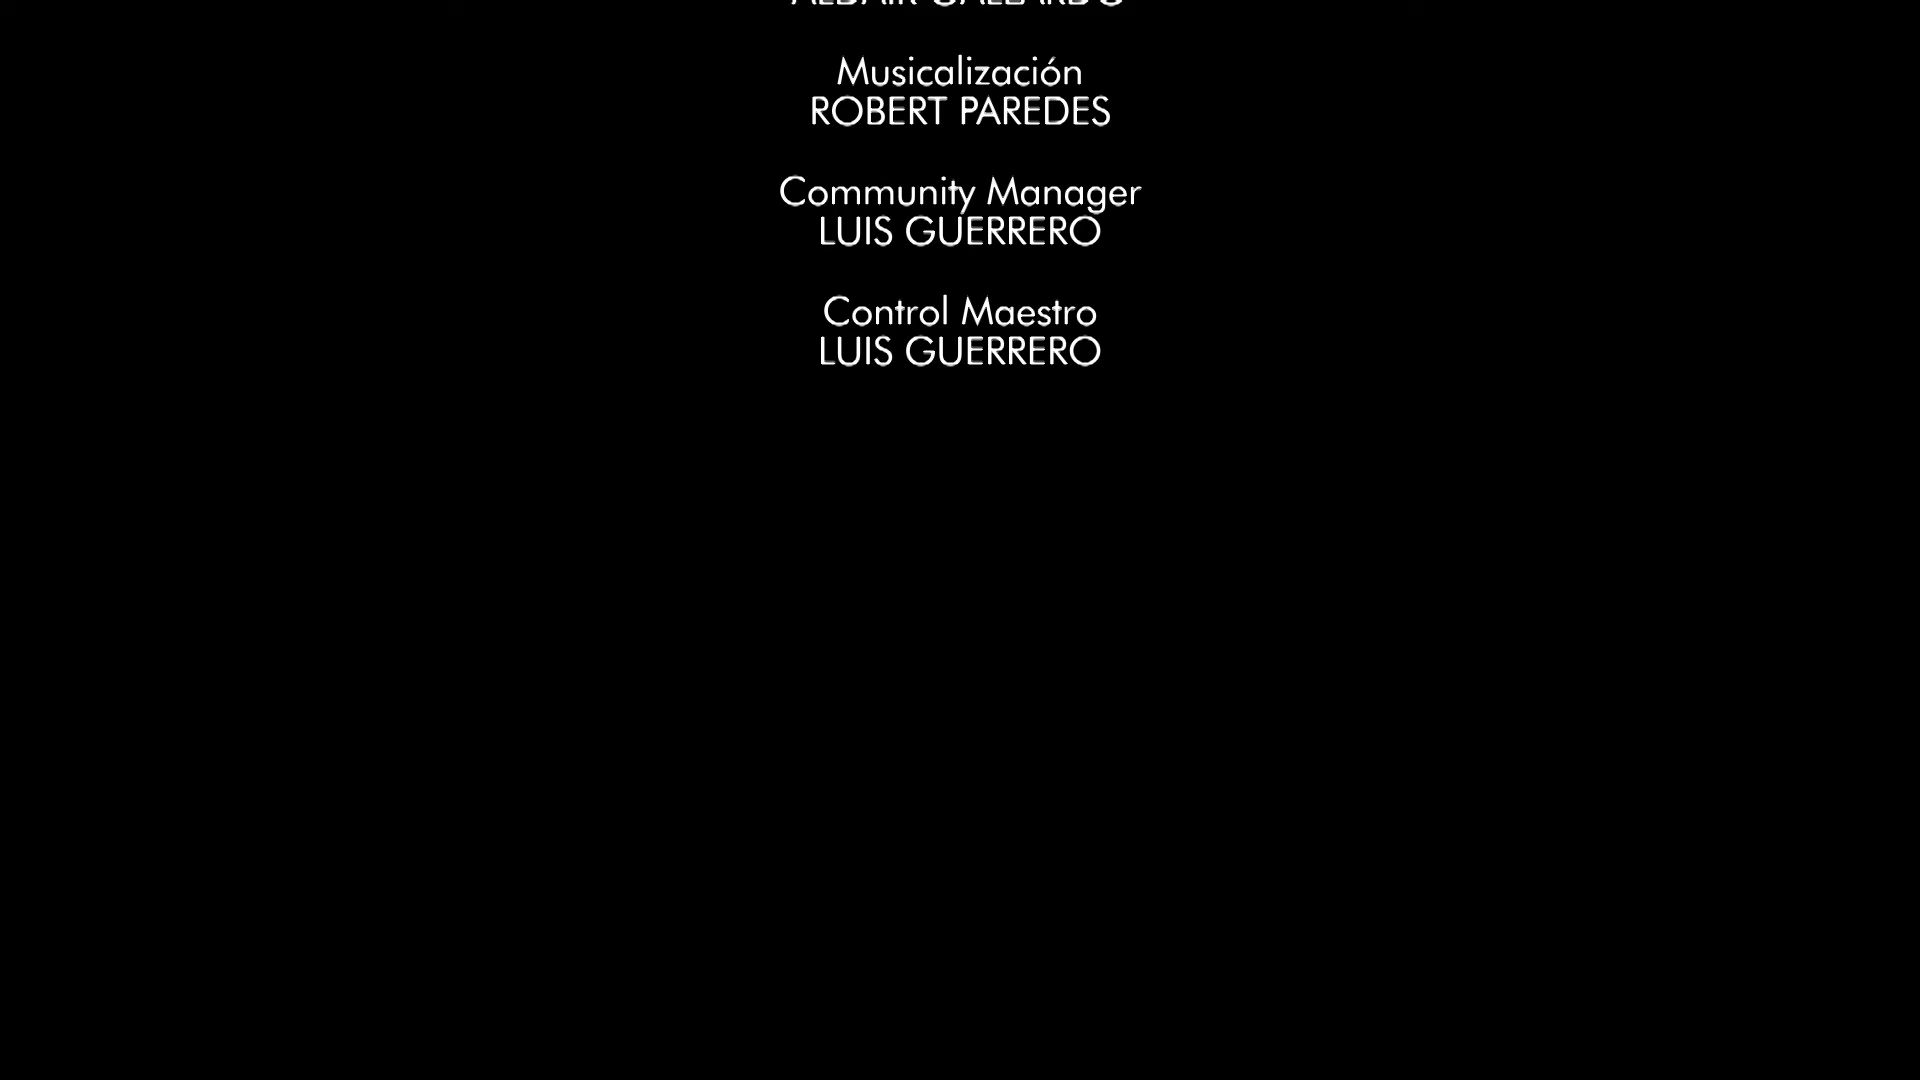 Musicalización
ROBERT PAREDES
Community Manager
LUIS GUERRERO
Control Maestro
LUIS GUERRERO